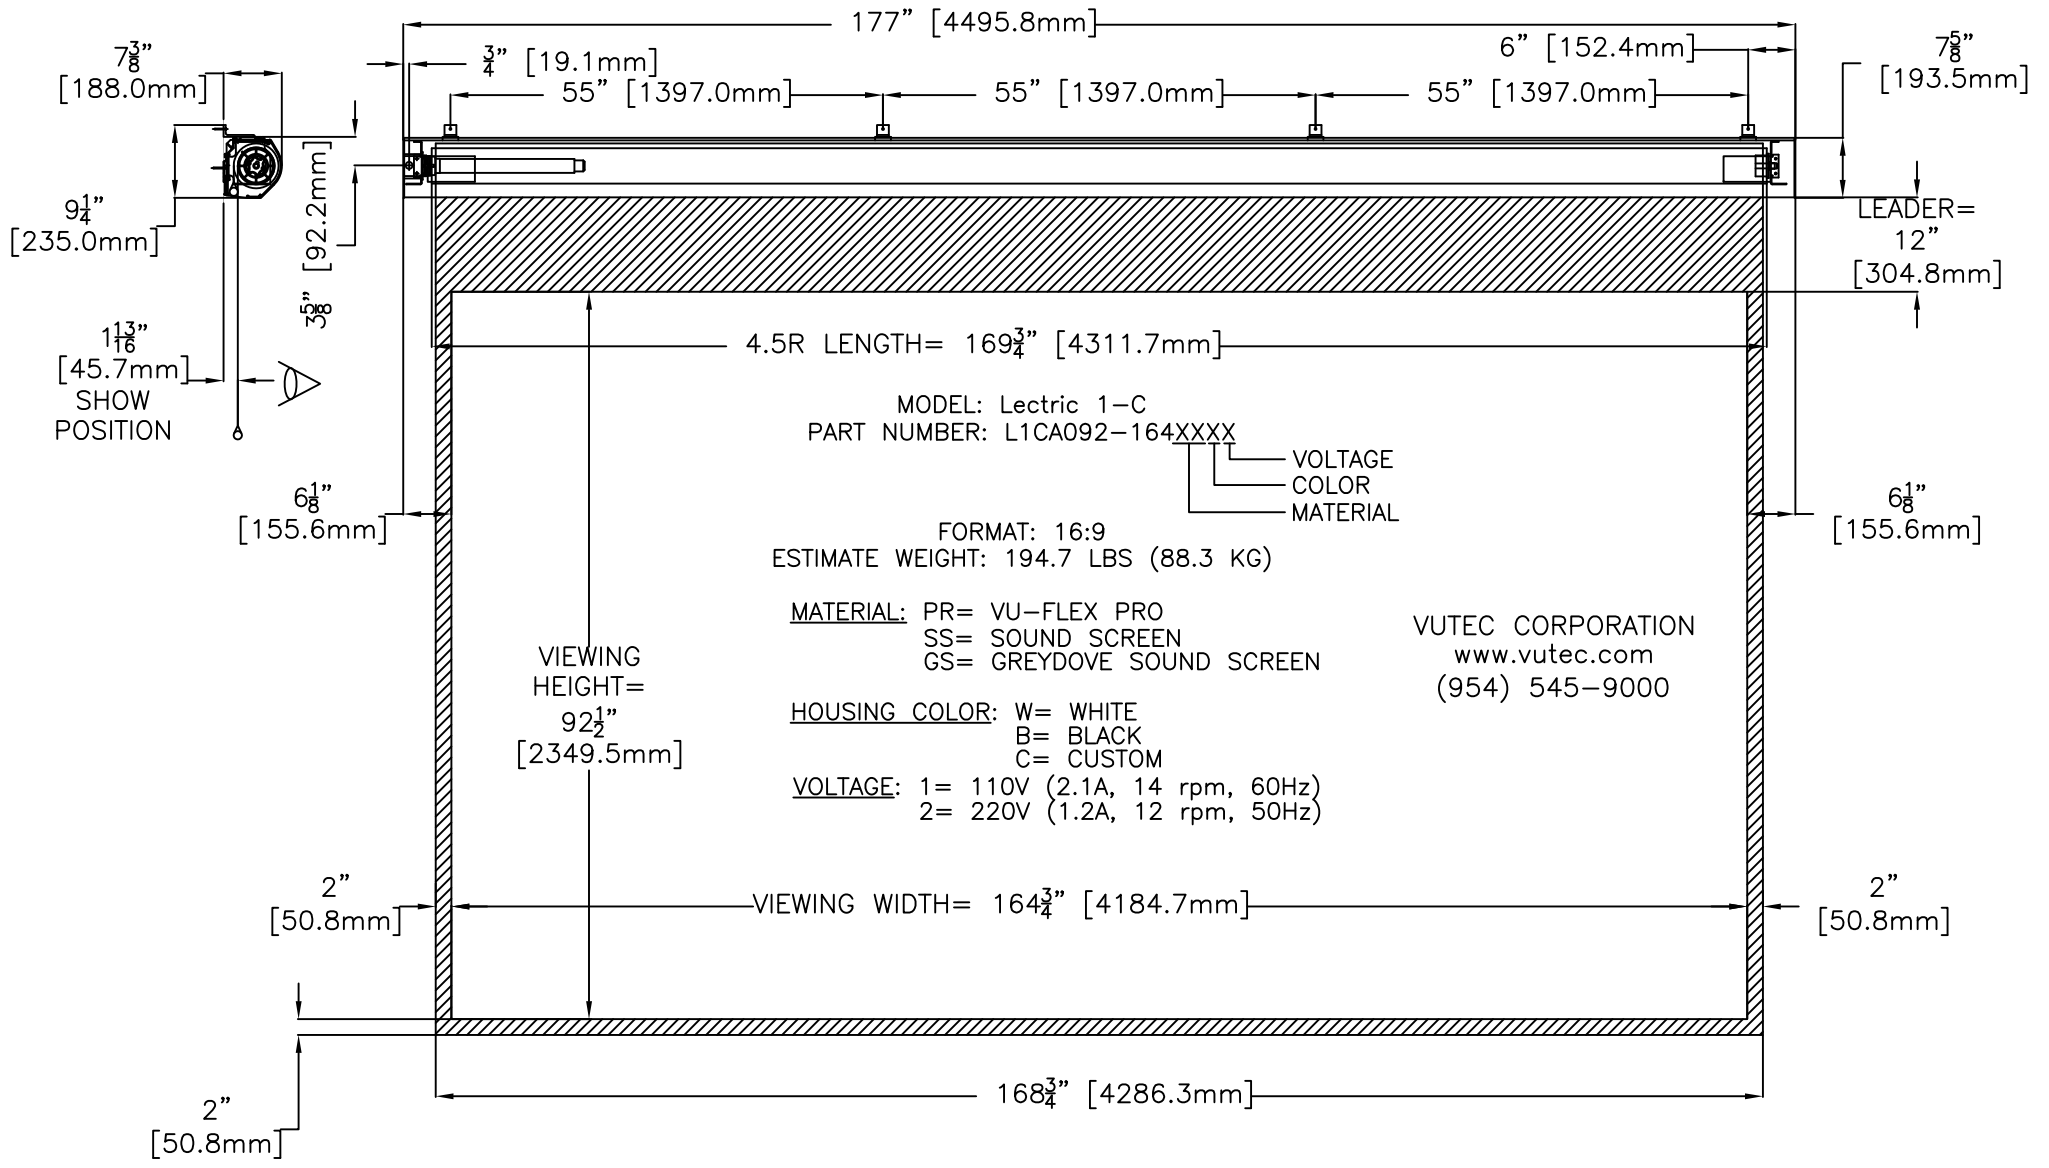 177” [4495.8mm]
7 3/8”
[188.0mm]
3/4” [19.1mm]
6” [152.4mm]
7 5/8”
[193.5mm]
55” [1397.0mm]
55” [1397.0mm]
55” [1397.0mm]
9 1/4”
[235.0mm]
3 5/8” [92.2mm]
LEADER=
12”
[304.8mm]
1 13/16”
[45.7mm]
SHOW
POSITION
4.5R LENGTH= 169 3/4” [4311.7mm]
MODEL: Lectric 1-C
PART NUMBER: L1CA092-164XXXX
VOLTAGE
COLOR
MATERIAL
6 1/8”
[155.6mm]
6 1/8”
[155.6mm]
FORMAT: 16:9
ESTIMATE WEIGHT: 194.7 LBS (88.3 KG)
MATERIAL: PR= VU-FLEX PRO
SS= SOUND SCREEN
GS= GREYDOVE SOUND SCREEN
VUTEC CORPORATION
www.vutec.com
(954) 545-9000
VIEWING
HEIGHT=
92 1/2”
[2349.5mm]
HOUSING COLOR: W= WHITE
B= BLACK
C= CUSTOM
VOLTAGE: 1= 110V (2.1A, 14 rpm, 60Hz)
2= 220V (1.2A, 12 rpm, 50Hz)
2”
[50.8mm]
VIEWING WIDTH= 164 3/4” [4184.7mm]
2”
[50.8mm]
168 3/4” [4286.3mm]
2”
[50.8mm]